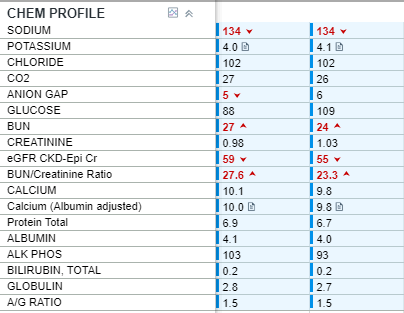 CHEM PROFILE
SODIUM 134 134
POTASSIUM 4.0 4.1
CHLORIDE 102 102
CO2 27 26
ANION GAP 5 6
GLUCOSE 88 109
BUN 27 24
CREATININE 0.98 1.03
eGFR CKD-Epi Cr 59 55
BUN/Creatinine Ratio 27.6 23.3
CALCIUM 10.1 9.8
Calcium (Albumin adjusted) 10.0 9.8
Protein Total 6.9 6.7
ALBUMIN 4.1 4.0
ALK PHOS 103 93
BILIRUBIN, TOTAL 0.2 0.2
GLOBULIN 2.8 2.7
A/G RATIO 1.5 1.5